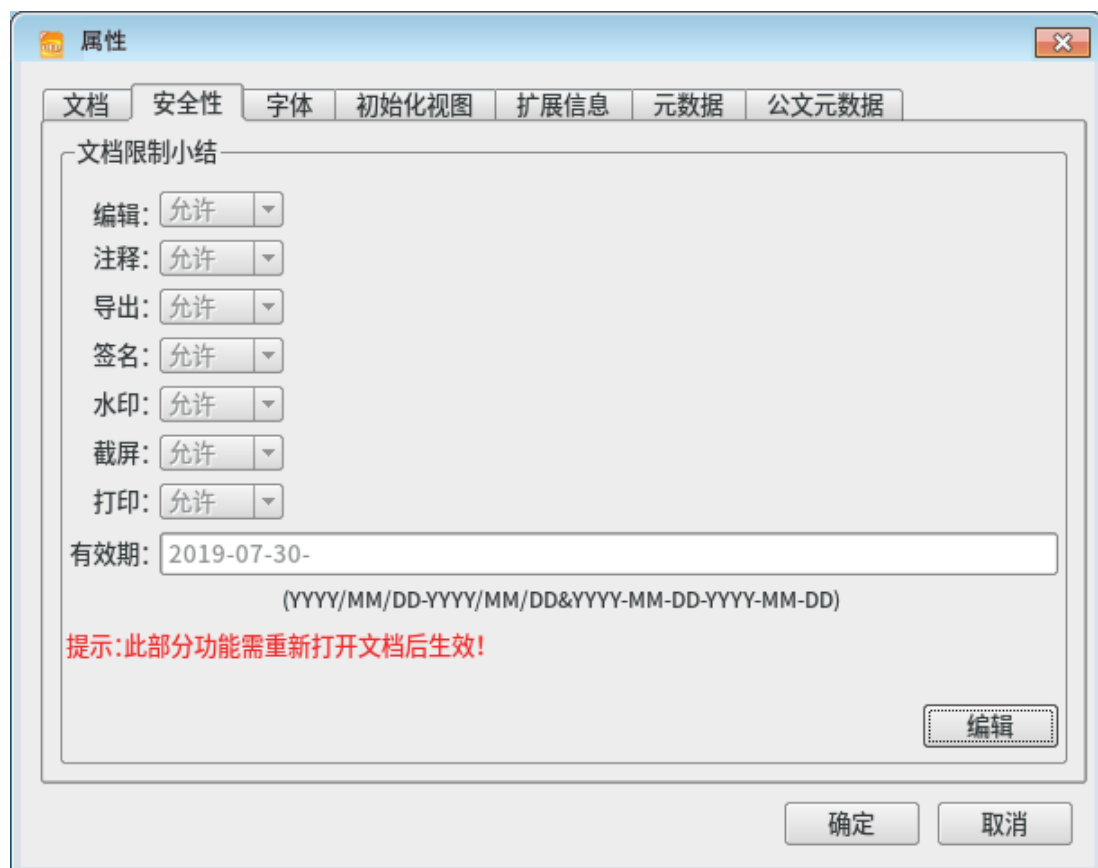 属性
文档 安全性 字体 初始化视图 扩展信息 元数据 公文元数据
文档限制小结
编辑： 允许
注释： 允许
导出： 允许
签名： 允许
水印： 允许
截屏： 允许
打印： 允许
有效期： 2019-07-30-
(YYYY/MM/DD-YYYY/MM/DD&YYYY-MM-DD-YYYY-MM-DD)
提示：此部分功能需重新打开文档后生效！
编辑
确定 取消